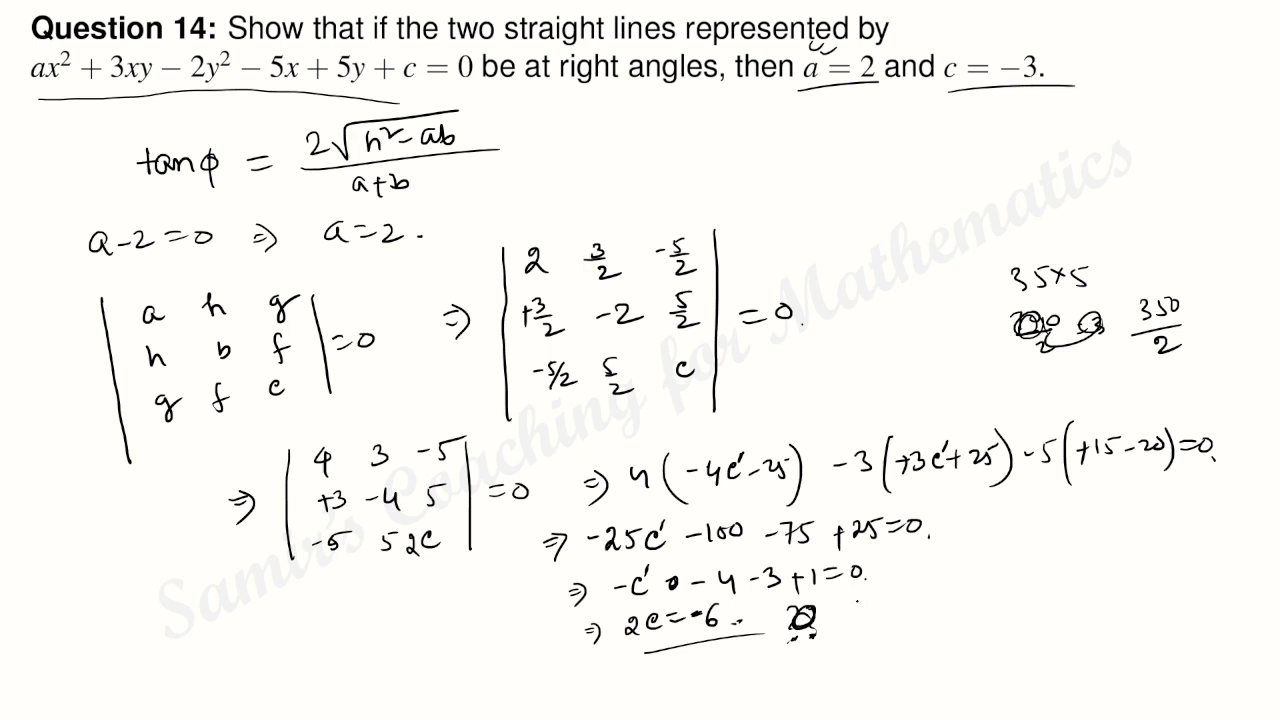 Question 14: Show that if the two straight lines represented by
ax² + 3xy − 2y² − 5x + 5y + c = 0 be at right angles, then a = 2 and c = −3.
tanφ = 2√(h²−ab) / (a+b)
a−2=0 ⇒ a=2.
|a h g; h b f; g f c| =0 ⇒ |2 3/2 -5/2; +3/2 -2 5/2; -5/2 5/2 c| =0.
35×5
350/2
⇒ |4 3 -5; +3 -4 5; -5 5 2c| =0 ⇒ 4(-4c'-25) -3(+3c'+25) -5(+15-20)=0.
⇒ -25c' -100 -75 +25=0.
⇒ -c' -4-3+1=0.
⇒ 2c=-6.
Samir's Coaching for Mathematics